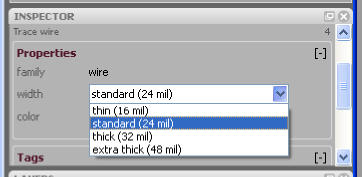 INSPECTOR
Trace wire 4
Properties [-]
family wire
width standard (24 mil)
thin (16 mil)
standard (24 mil)
color
thick (32 mil)
extra thick (48 mil)
Tags [-]
LAYERS